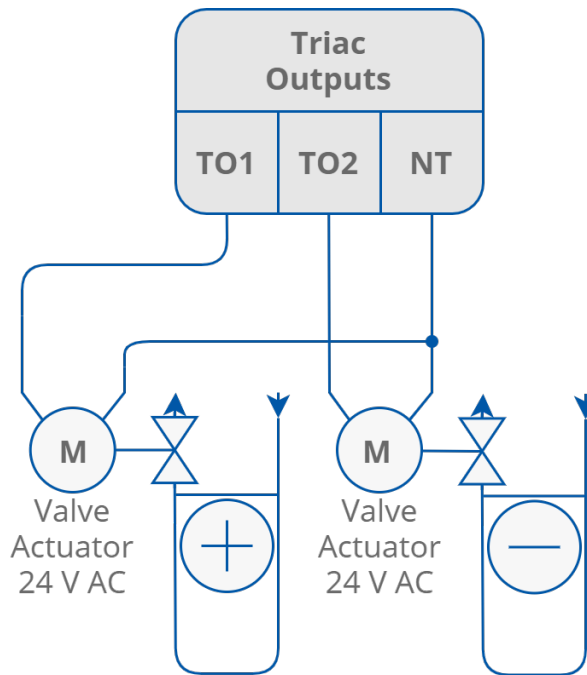 Triac
Outputs
TO1 TO2 NT
M M
Valve Valve
Actuator Actuator
24 V AC 24 V AC